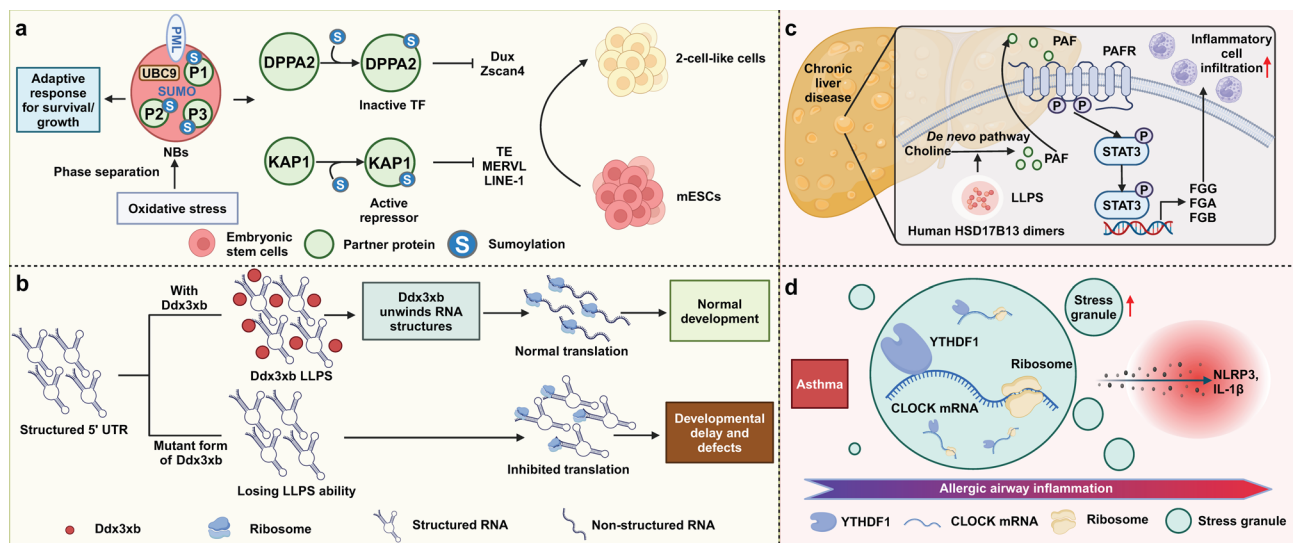 a
PML
S
UBC9
P1
SUMO
S
P2
P3
S
NBs
Adaptive
response
for survival/
growth
Phase separation
Oxidative stress
DPPA2
S
DPPA2
S
Inactive TF
Dux
Zscan4
KAP1
S
KAP1
S
Active
repressor
TE
MERVL
LINE-1
2-cell-like cells
mESCs
Embryonic
stem cells
Partner protein
S
Sumoylation
b
Structured 5' UTR
With
Ddx3xb
Ddx3xb LLPS
Ddx3xb
unwinds RNA
structures
Normal translation
Normal
development
Mutant form
of Ddx3xb
Losing LLPS ability
Inhibited translation
Developmental
delay and
defects
Ddx3xb
Ribosome
Structured RNA
Non-structured RNA
c
Chronic
liver
disease
PAF
PAFR
Inflammatory
cell
infiltration
P
P
De nevo pathway
Choline
PAF
LLPS
Human HSD17B13 dimers
P
STAT3
P
STAT3
FGG
FGA
FGB
d
Asthma
YTHDF1
Ribosome
CLOCK mRNA
Stress
granule
NLRP3,
IL-1β
Allergic airway inflammation
YTHDF1
CLOCK mRNA
Ribosome
Stress granule